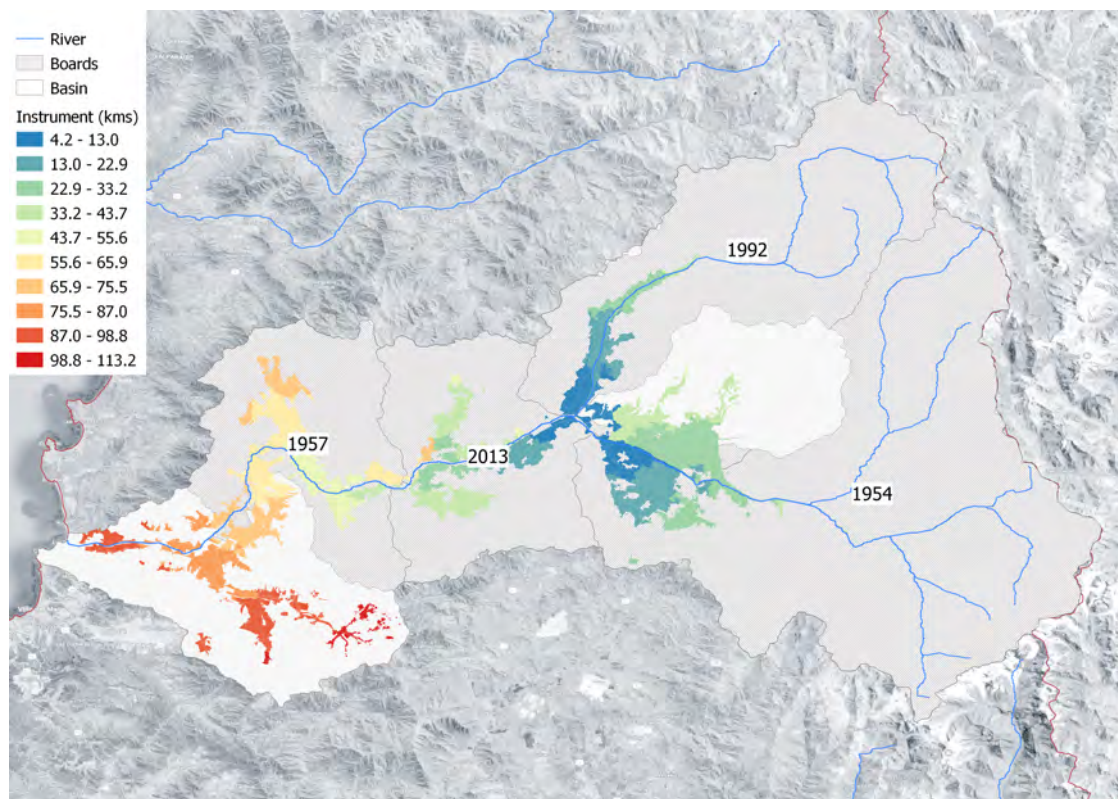 River
Boards
Basin
Instrument (kms)
4.2 - 13.0
13.0 - 22.9
22.9 - 33.2
33.2 - 43.7
43.7 - 55.6
55.6 - 65.9
65.9 - 75.5
75.5 - 87.0
87.0 - 98.8
98.8 - 113.2
1992
1957
2013
1954